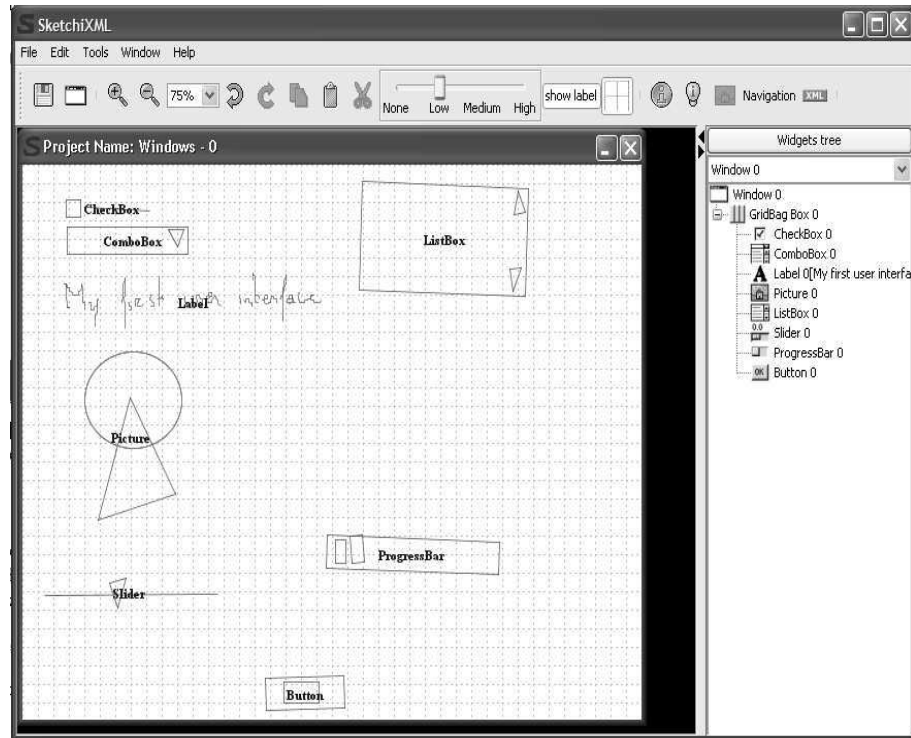 SketchiXML
File Edit Tools Window Help
75% None Low Medium High show label Navigation XML
Project Name: Windows - 0
CheckBox
ComboBox
ListBox
My first user interface
Label
Picture
ProgressBar
Slider
Button
Widgets tree
Window 0
Window 0
GridBag Box 0
CheckBox 0
ComboBox 0
A Label 0[My first user interfa
Picture 0
ListBox 0
0.0 Slider 0
ProgressBar 0
OK Button 0